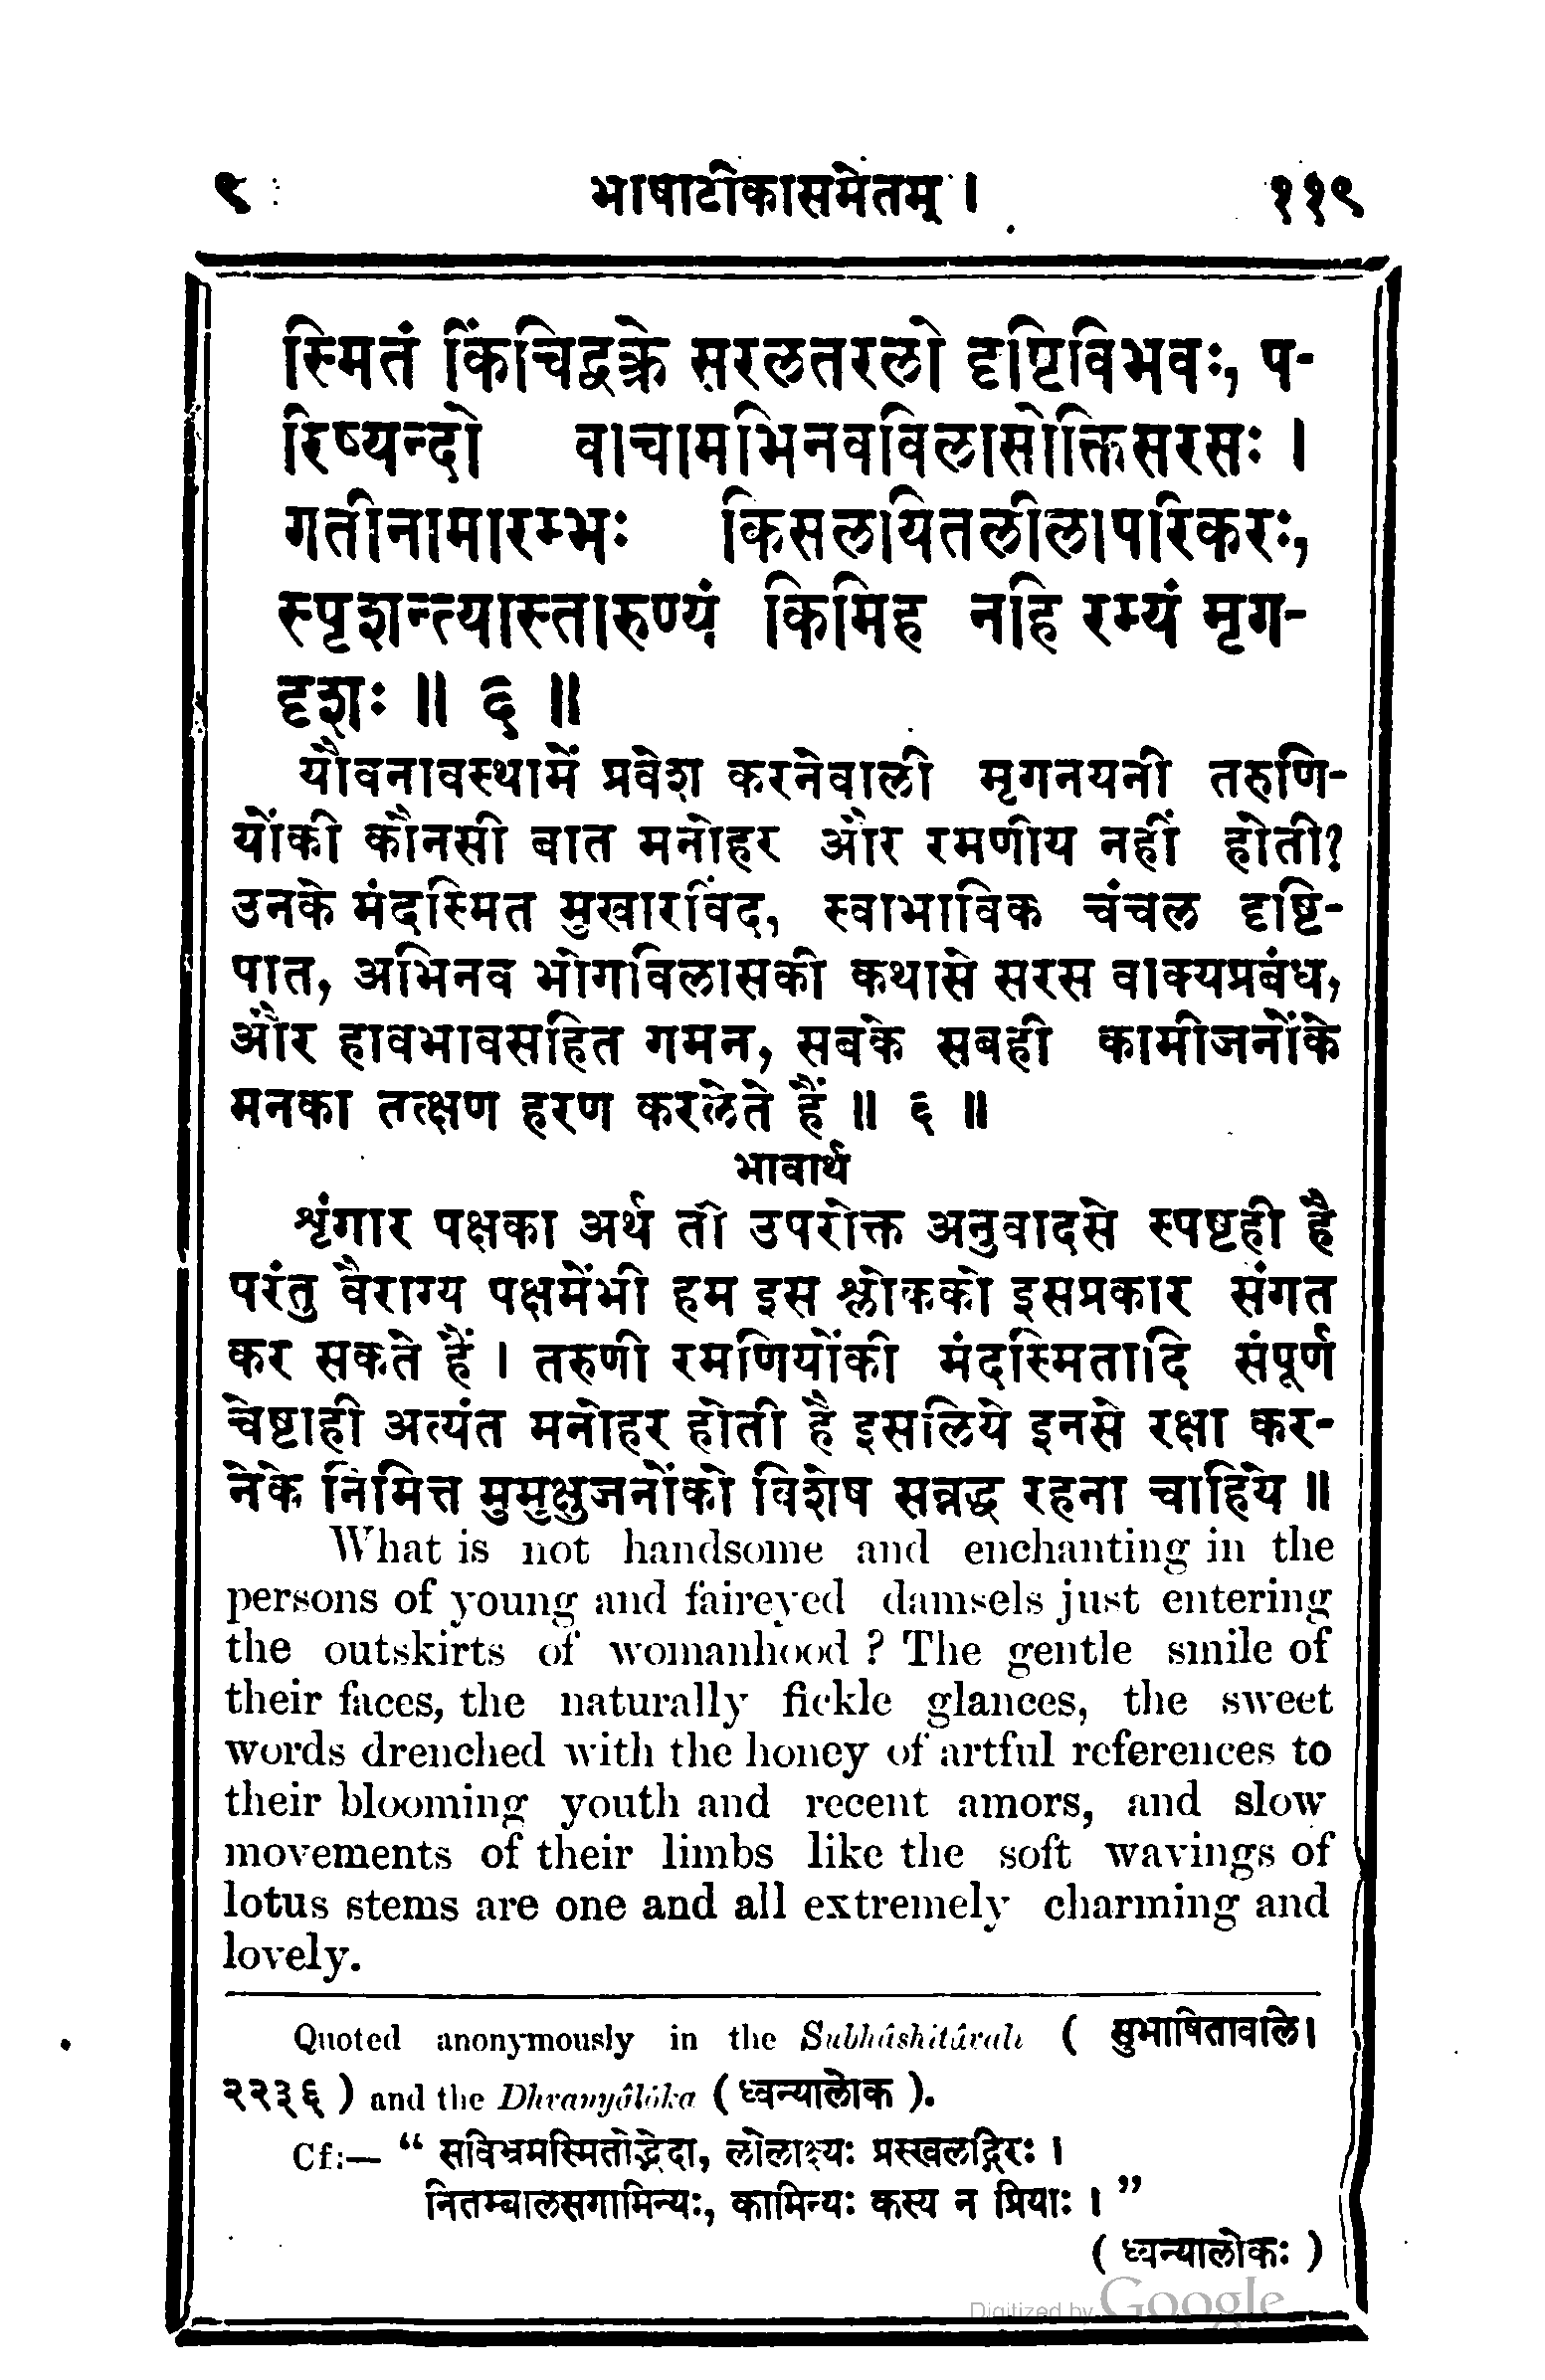 ९ भाषाटीकासमेतम् । ११९
स्मितं किंचिद्वक्रे सरलतरलो दृष्टिविभवः, प-
रिष्यन्दो वाचामभिनवविलासोक्तिसरसः ।
गतीनामारम्भः किसलयितलीलापरिकरः,
स्पृशन्त्यास्तारुण्यं किमिह नहि रम्यं मृग-
दृशः ॥ ६ ॥
यौवनावस्थामें प्रवेश करनेवाली मृगनयनी तरुणि-
योंकी कौनसी बात मनोहर और रमणीय नहीं होती?
उनके मंदस्मित मुखारविंद, स्वाभाविक चंचल दृष्टि-
पात, अभिनव भोगविलासकी कथासे सरस वाक्यप्रबंध,
और हावभावसहित गमन, सबके सबही कामीजनोंके
मनका तत्क्षण हरण करलेते हैं ॥ ६ ॥
भावार्थ
शृंगार पक्षका अर्थ तो उपरोक्त अनुवादसे स्पष्टही है
परंतु वैराग्य पक्षमेंभी हम इस श्लोकको इसप्रकार संगत
कर सकते हैं । तरुणी रमणियोंकी मंदस्मितादि संपूर्ण
चेष्टाही अत्यंत मनोहर होती है इसलिये इनसे रक्षा कर-
नेके निमित्त मुमुक्षुजनोंको विशेष सन्नद्ध रहना चाहिये ॥
What is not handsome and enchanting in the
persons of young and faireyed damsels just entering
the outskirts of womanhood ? The gentle smile of
their faces, the naturally fickle glances, the sweet
words drenched with the honey of artful references to
their blooming youth and recent amors, and slow
movements of their limbs like the soft wavings of
lotus stems are one and all extremely charming and
lovely.
Quoted anonymously in the Subhâshitâvali ( सुभाषितावलि।
२२३६ ) and the Dhvanyâlôka ( ध्वन्यालोक ).
Cf:— “ सविभ्रमस्मितोद्भेदा, लोलाक्ष्यः प्रस्खलद्गिरः ।
नितम्बालसगामिन्यः, कामिन्यः कस्य न प्रियाः । ”
( ध्वन्यालोकः )
Digitized by Google